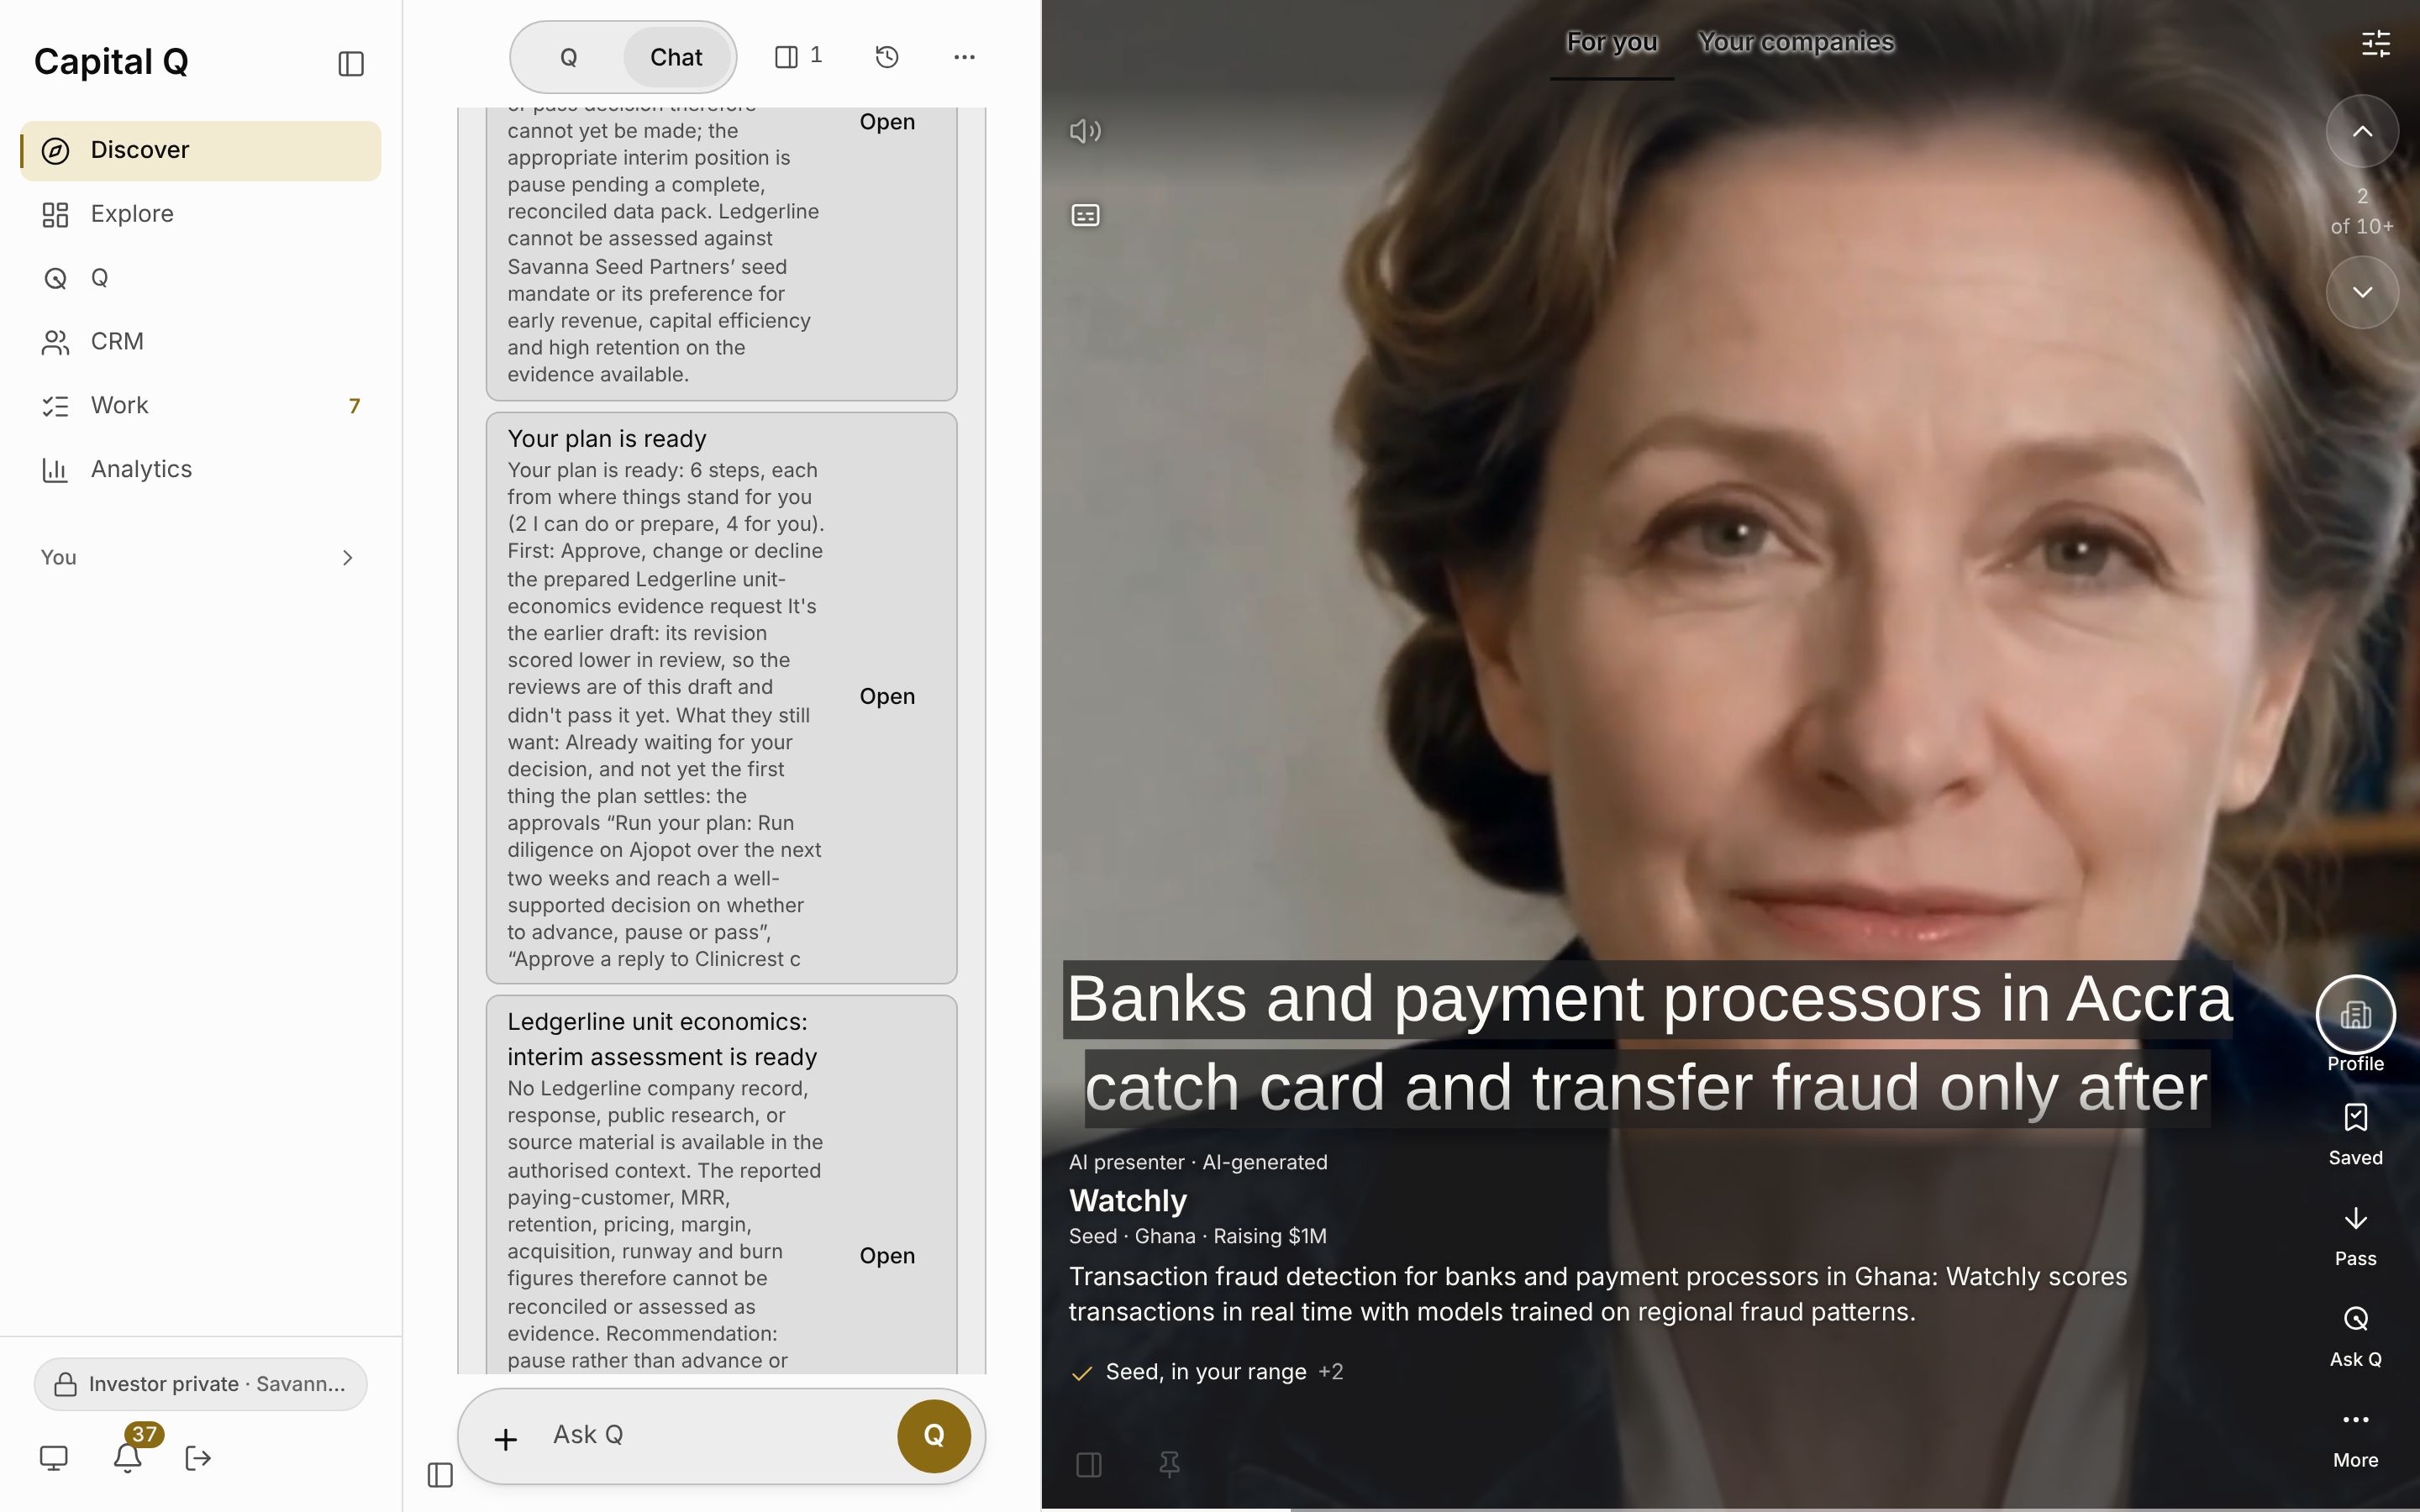 Capital Q
Discover
Explore
Q
CRM
Work
7
Analytics
You
Investor private · Savann...
37
Q
Chat
1
cannot yet be made; the
appropriate interim position is
pause pending a complete,
reconciled data pack. Ledgerline
cannot be assessed against
Savanna Seed Partners’ seed
mandate or its preference for
early revenue, capital efficiency
and high retention on the
evidence available.
Open
Your plan is ready
Your plan is ready: 6 steps, each
from where things stand for you
(2 I can do or prepare, 4 for you).
First: Approve, change or decline
the prepared Ledgerline unit-
economics evidence request It's
the earlier draft: its revision
scored lower in review, so the
reviews are of this draft and
didn't pass it yet. What they still
want: Already waiting for your
decision, and not yet the first
thing the plan settles: the
approvals “Run your plan: Run
diligence on Ajopot over the next
two weeks and reach a well-
supported decision on whether
to advance, pause or pass”,
“Approve a reply to Clinicrest c
Open
Ledgerline unit economics:
interim assessment is ready
No Ledgerline company record,
response, public research, or
source material is available in the
authorised context. The reported
paying-customer, MRR,
retention, pricing, margin,
acquisition, runway and burn
figures therefore cannot be
reconciled or assessed as
evidence. Recommendation:
pause rather than advance or
Open
Ask Q
Q
For you
Your companies
2
of 10+
Banks and payment processors in Accra
catch card and transfer fraud only after
AI presenter · AI-generated
Watchly
Seed · Ghana · Raising $1M
Transaction fraud detection for banks and payment processors in Ghana: Watchly scores
transactions in real time with models trained on regional fraud patterns.
Seed, in your range +2
Profile
Saved
Pass
Ask Q
More